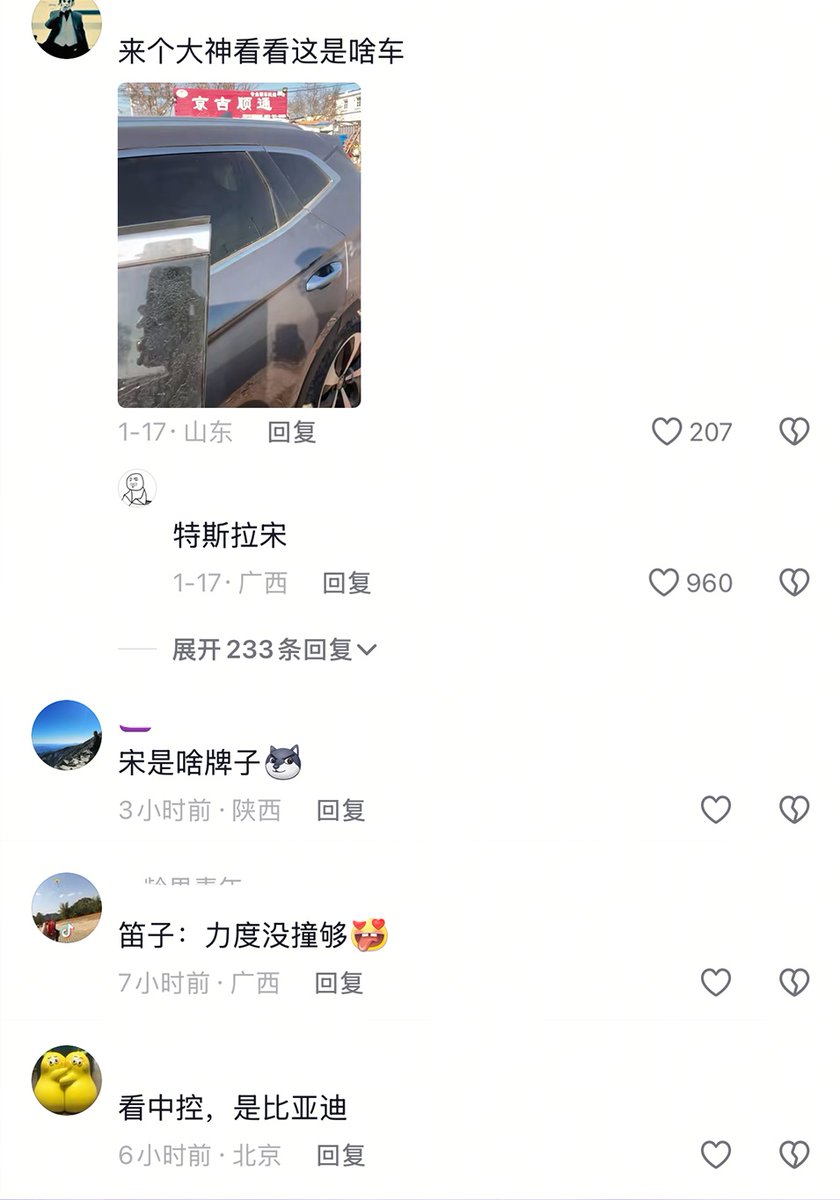 来个大神看看这是啥车
京古顺通
1-17·山东 回复 207
特斯拉宋
1-17·广西 回复 960
展开233条回复
宋是啥牌子
3小时前·陕西 回复
笛子：力度没撞够
7小时前·广西 回复
看中控，是比亚迪
6小时前·北京 回复